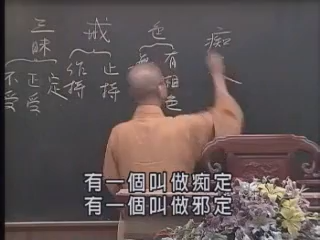 三昧
不受
正受
定
戒
作持
止持
色
有相色
痴
有一個叫做痴定
有一個叫做邪定